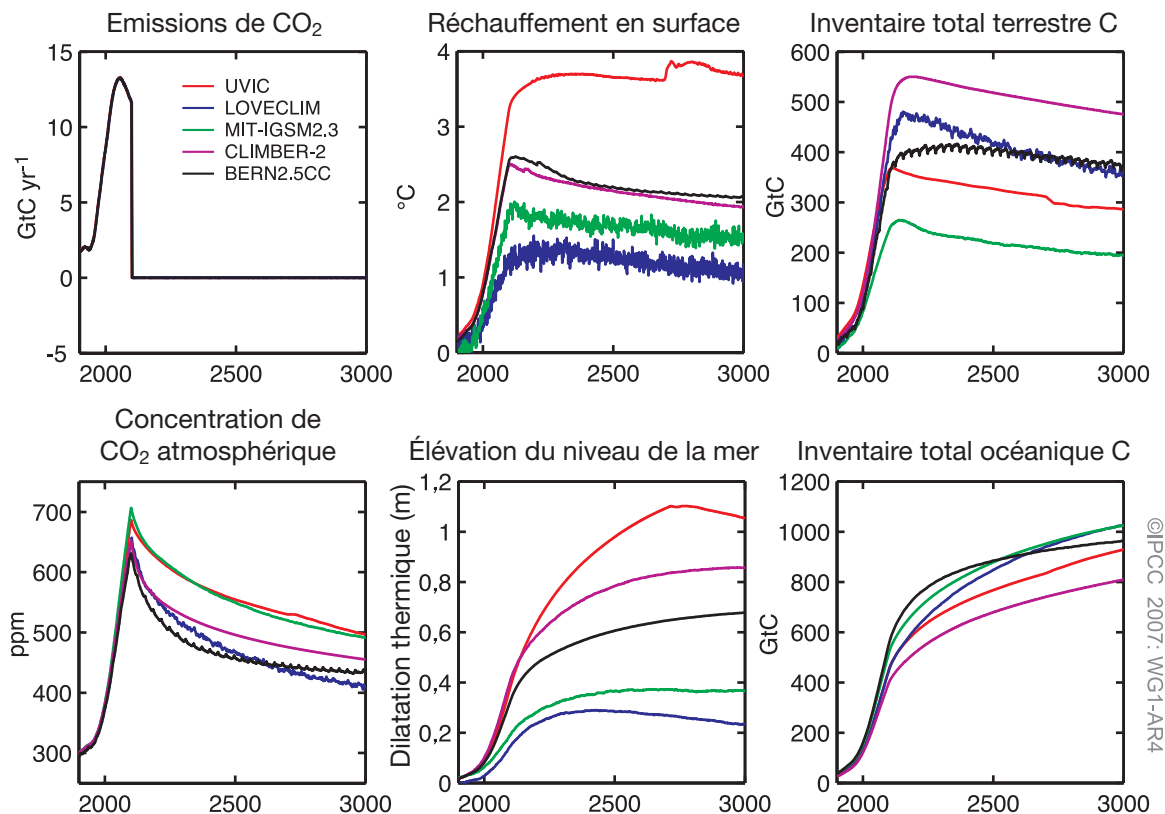 Emissions de CO₂
15
10
5
0
-5
GtC yr⁻¹
2000 2500 3000
UVIC
LOVECLIM
MIT-IGSM2.3
CLIMBER-2
BERN2.5CC
Réchauffement en surface
4
3
2
1
0
°C
2000 2500 3000
Inventaire total terrestre C
600
500
400
300
200
100
0
GtC
2000 2500 3000
Concentration de
CO₂ atmosphérique
700
600
500
400
300
ppm
2000 2500 3000
Élévation du niveau de la mer
1,2
1
0,8
0,6
0,4
0,2
0
Dilatation thermique (m)
2000 2500 3000
Inventaire total océanique C
1200
1000
800
600
400
200
0
GtC
2000 2500 3000
©IPCC 2007: WG1-AR4